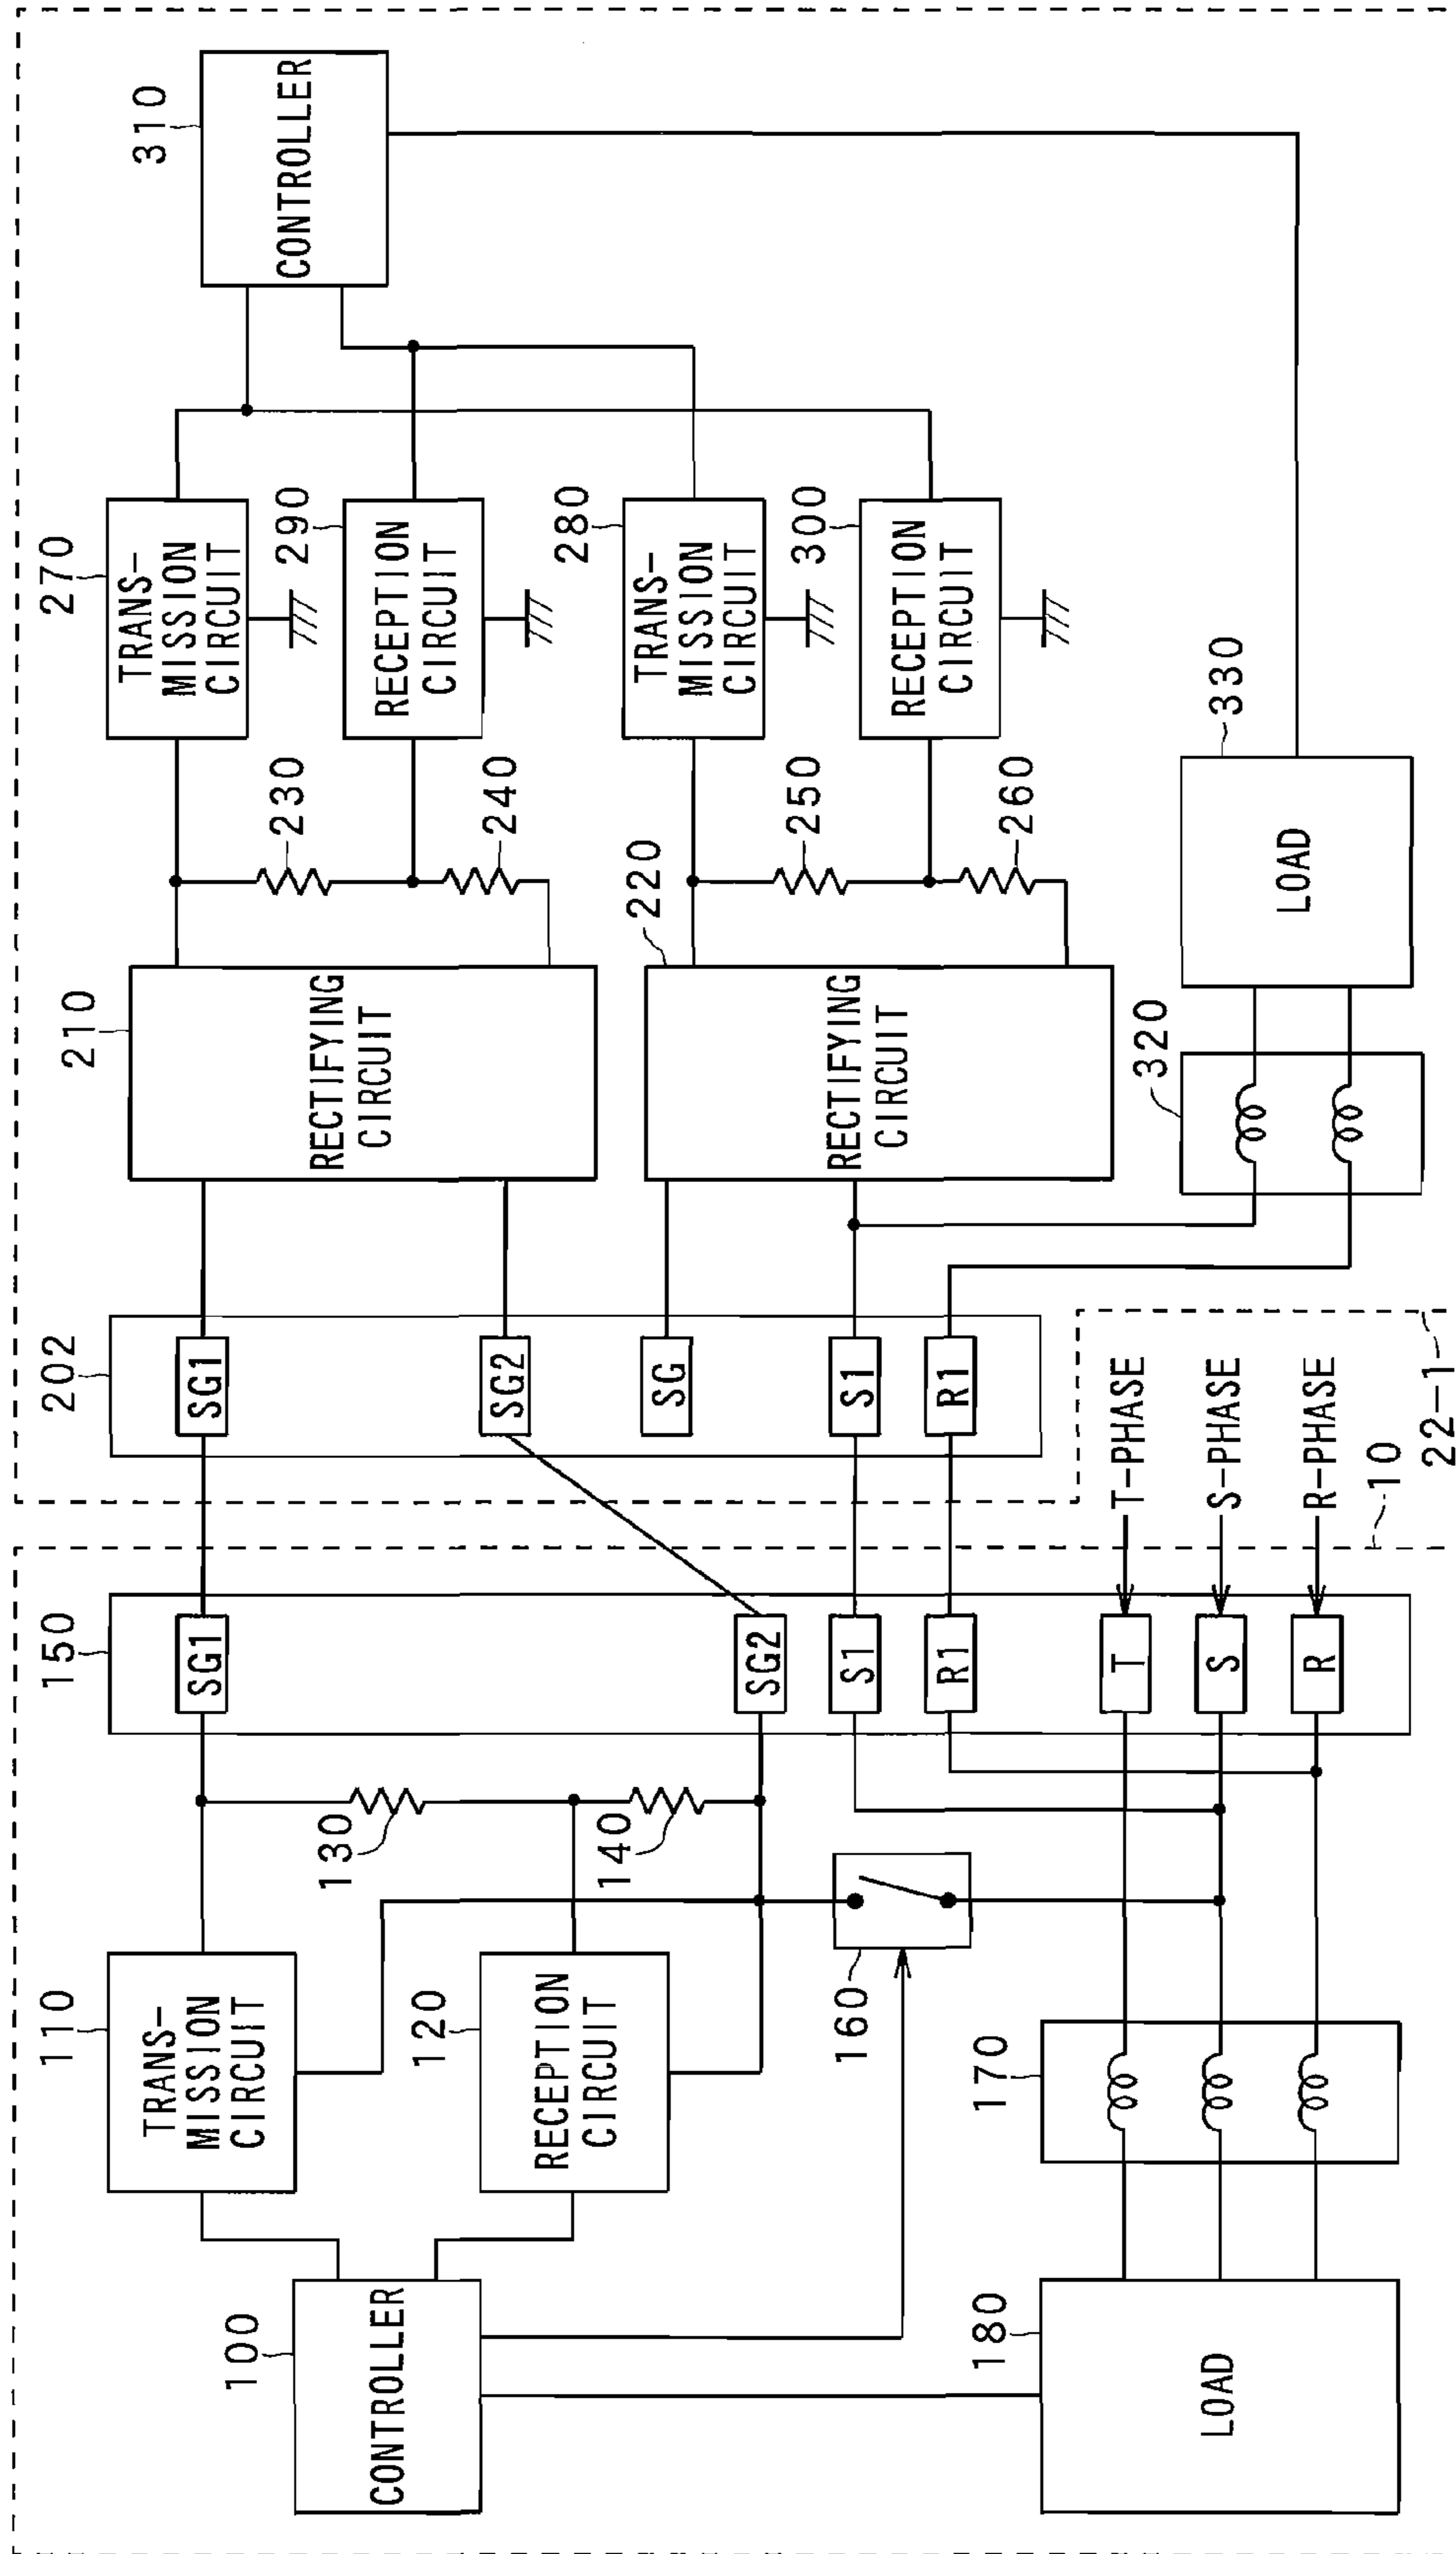 110
TRANS-
MISSION
CIRCUIT
120
RECEPTION
CIRCUIT
100
CONTROLLER
130
140
160
170
180
LOAD
150
SG1
SG2
S1
R1
T
S
R
T-PHASE
S-PHASE
R-PHASE
10
22-1
202
SG1
SG2
SG
S1
R1
210
RECTIFYING
CIRCUIT
220
RECTIFYING
CIRCUIT
230
240
250
260
270
TRANS-
MISSION
CIRCUIT
290
RECEPTION
CIRCUIT
280
TRANS-
MISSION
CIRCUIT
300
RECEPTION
CIRCUIT
310
CONTROLLER
320
330
LOAD